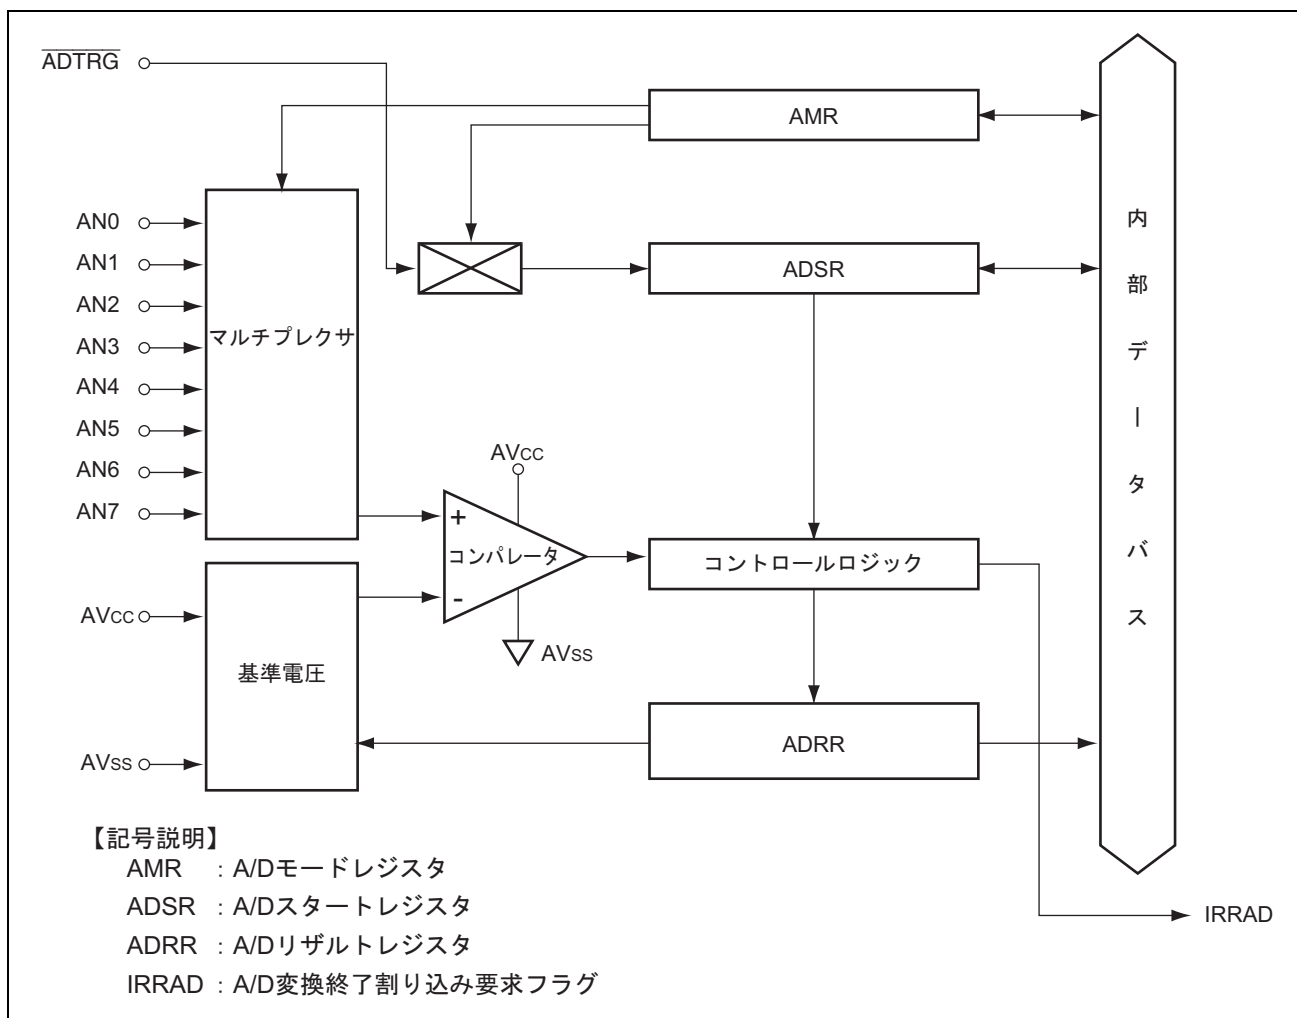 ADTRG
AMR
AN0
AN1
AN2
AN3
AN4
AN5
AN6
AN7
マルチプレクサ
ADSR
内部データバス
AVCC
+
コンパレータ
-
AVSS
コントロールロジック
AVCC
基準電圧
AVSS
ADRR
IRRAD
【記号説明】
AMR : A/Dモードレジスタ
ADSR : A/Dスタートレジスタ
ADRR : A/Dリザルトレジスタ
IRRAD : A/D変換終了割り込み要求フラグ